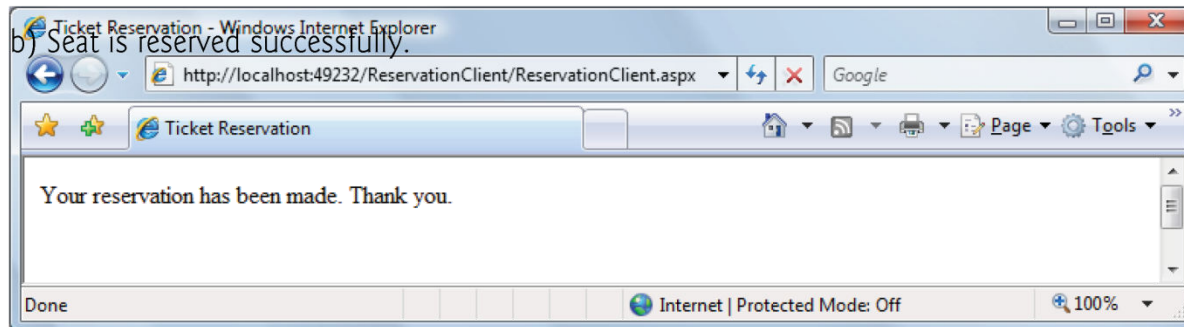 Ticket Reservation - Windows Internet Explorer
b) Seat is reserved successfully.
http://localhost:49232/ReservationClient/ReservationClient.aspx Google
Ticket Reservation Page Tools »
Your reservation has been made. Thank you.
Done Internet | Protected Mode: Off 100%